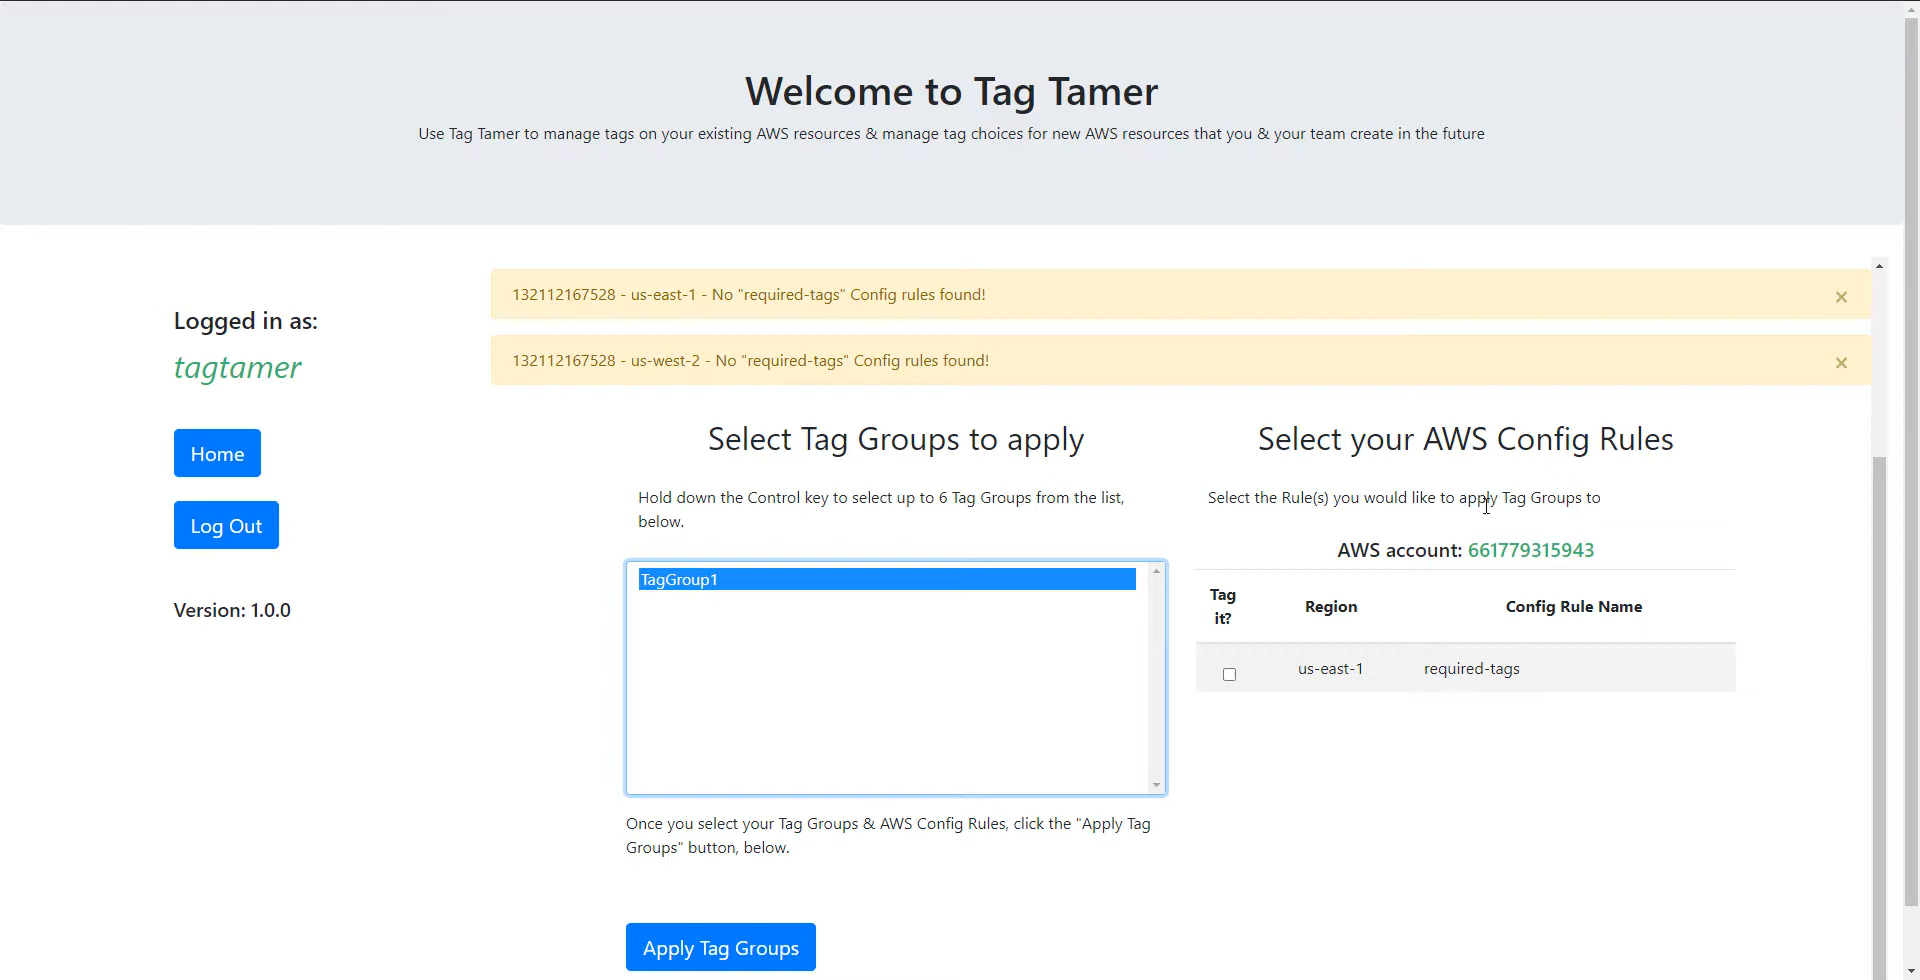 Welcome to Tag Tamer
Use Tag Tamer to manage tags on your existing AWS resources & manage tag choices for new AWS resources that you & your team create in the future
Logged in as:
tagtamer
Home
Log Out
Version: 1.0.0
132112167528 - us-east-1 - No "required-tags" Config rules found!
×
132112167528 - us-west-2 - No "required-tags" Config rules found!
×
Select Tag Groups to apply
Hold down the Control key to select up to 6 Tag Groups from the list,
below.
TagGroup1
Once you select your Tag Groups & AWS Config Rules, click the "Apply Tag
Groups" button, below.
Apply Tag Groups
Select your AWS Config Rules
Select the Rule(s) you would like to apply Tag Groups to
AWS account: 661779315943
Tag
it?
Region
Config Rule Name
us-east-1
required-tags